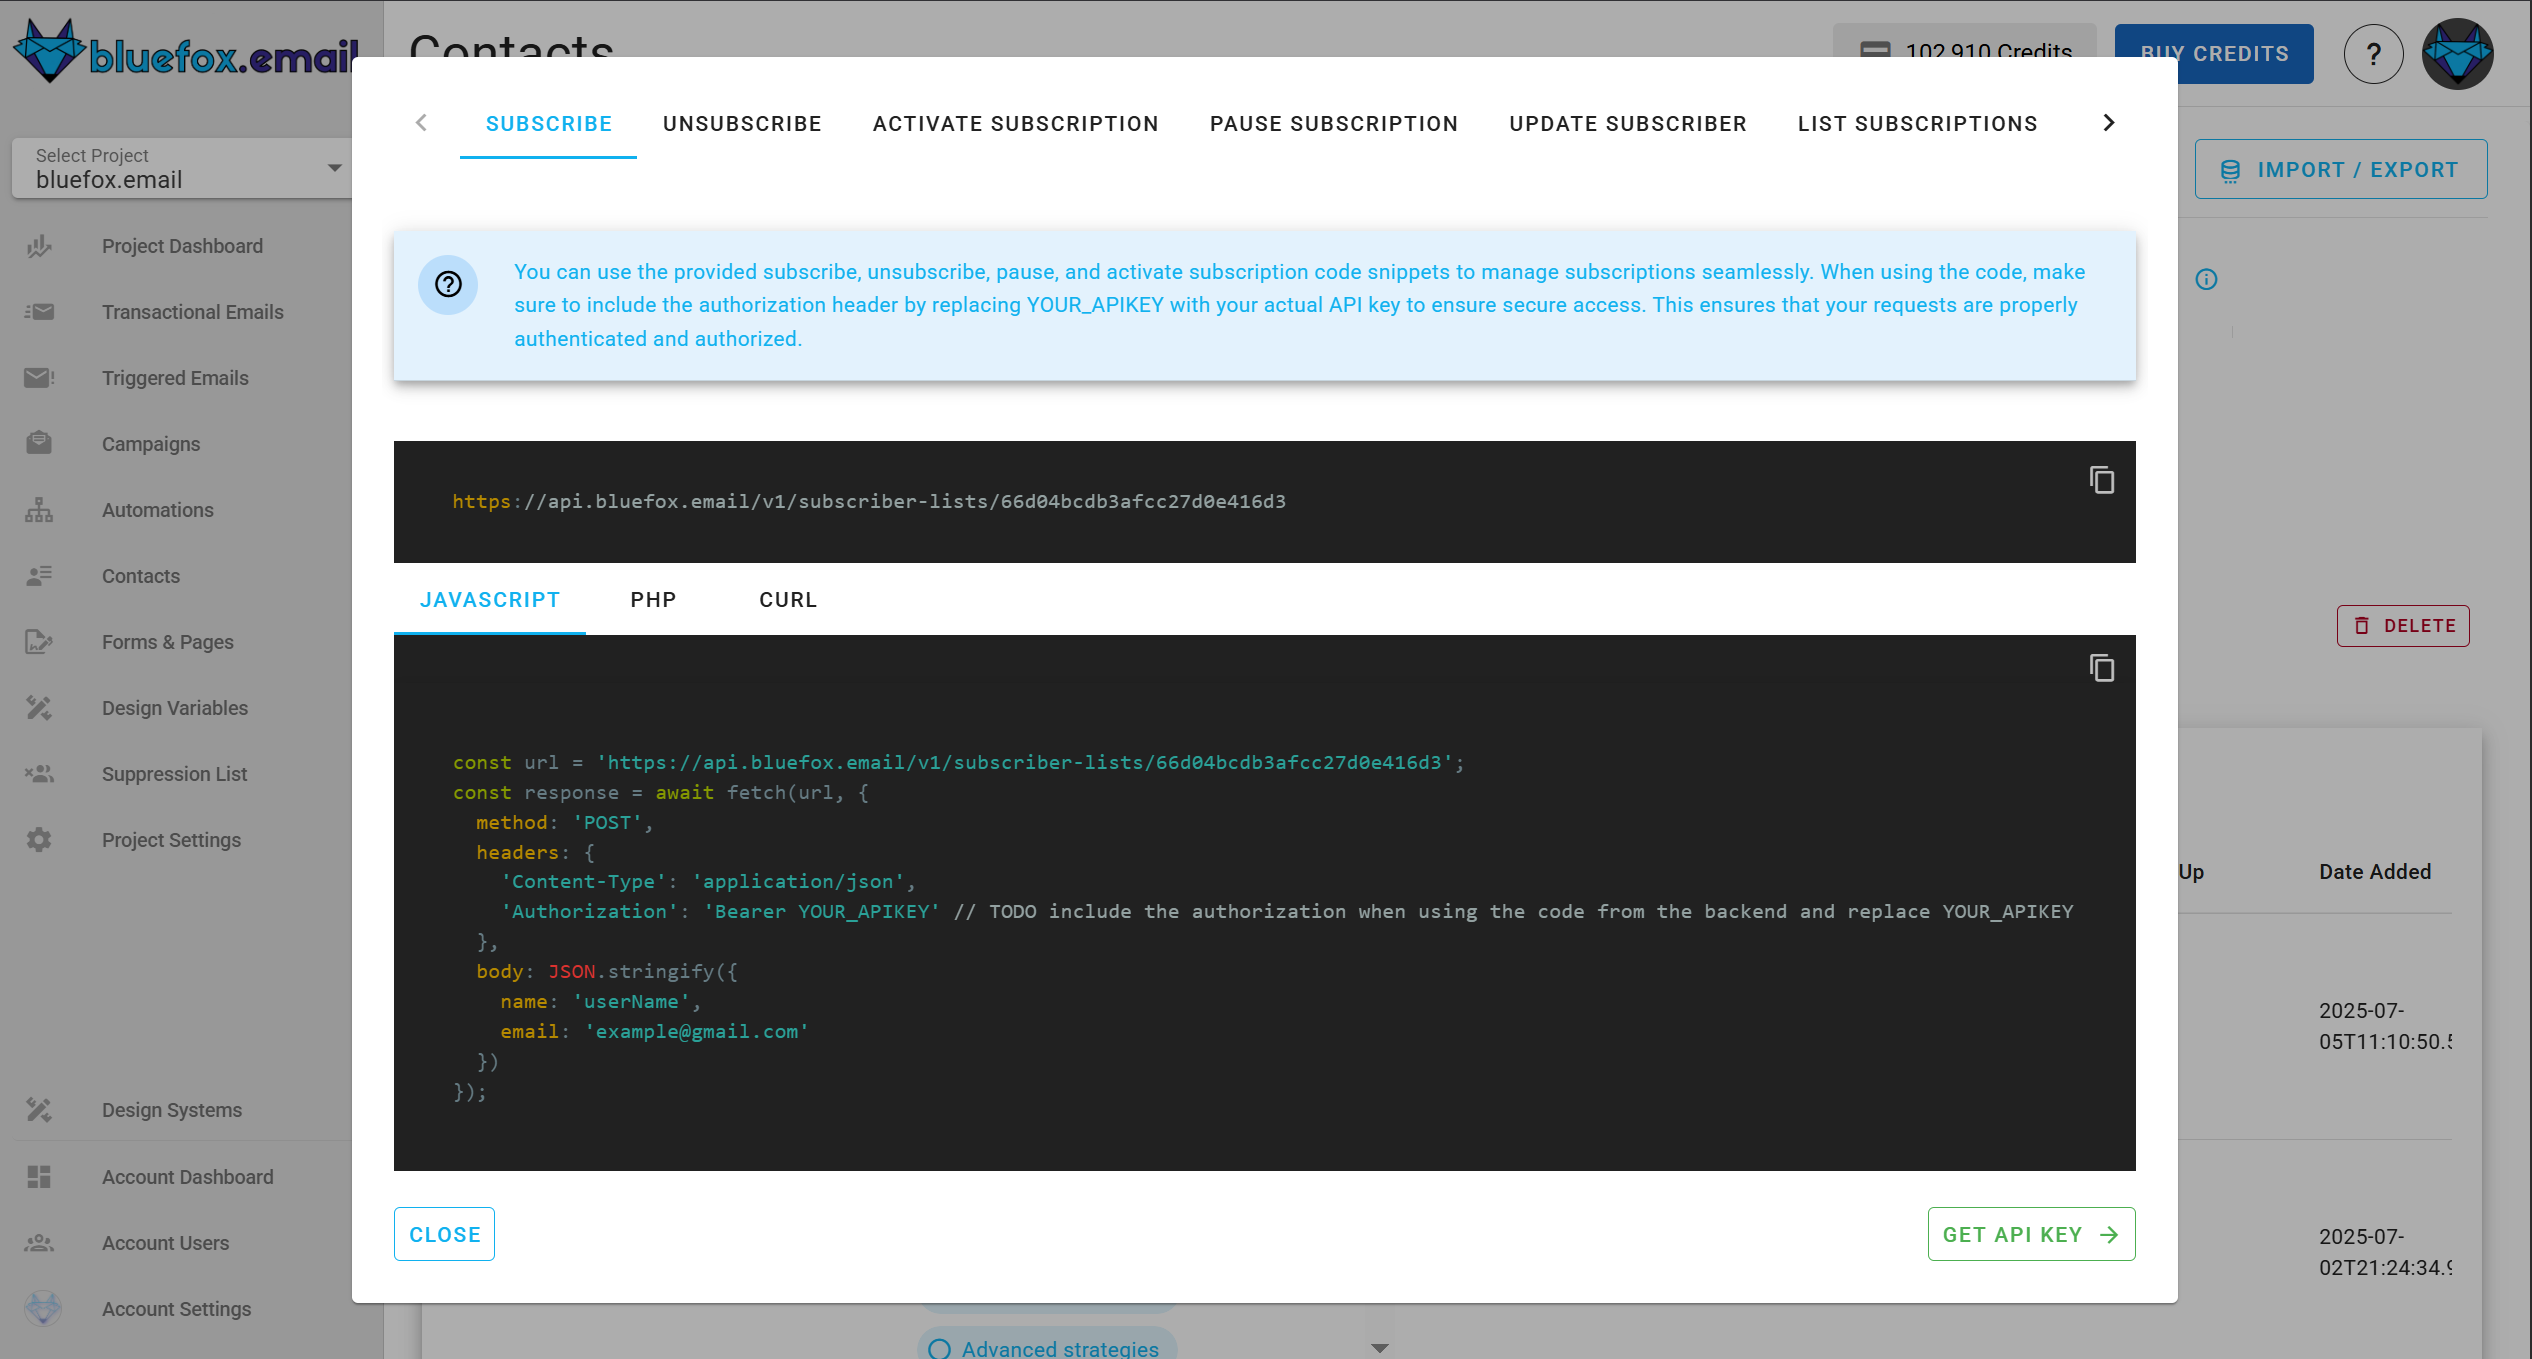 bluefox.email
Contacts
102,910 Credits
BUY CREDITS
?
Select Project
bluefox.email
IMPORT / EXPORT
Project Dashboard
Transactional Emails
Triggered Emails
Campaigns
Automations
Contacts
Forms & Pages
Design Variables
Suppression List
Project Settings
Design Systems
Account Dashboard
Account Users
Account Settings
SUBSCRIBE
UNSUBSCRIBE
ACTIVATE SUBSCRIPTION
PAUSE SUBSCRIPTION
UPDATE SUBSCRIBER
LIST SUBSCRIPTIONS
You can use the provided subscribe, unsubscribe, pause, and activate subscription code snippets to manage subscriptions seamlessly. When using the code, make
sure to include the authorization header by replacing YOUR_APIKEY with your actual API key to ensure secure access. This ensures that your requests are properly
authenticated and authorized.
https://api.bluefox.email/v1/subscriber-lists/66d04bcdb3afcc27d0e416d3
JAVASCRIPT
PHP
CURL
const url = 'https://api.bluefox.email/v1/subscriber-lists/66d04bcdb3afcc27d0e416d3';
const response = await fetch(url, {
method: 'POST',
headers: {
'Content-Type': 'application/json',
'Authorization': 'Bearer YOUR_APIKEY' // TODO include the authorization when using the code from the backend and replace YOUR_APIKEY
},
body: JSON.stringify({
name: 'userName',
email: 'example@gmail.com'
})
});
CLOSE
GET API KEY
DELETE
Up
Date Added
2025-07-
05T11:10:50.5
2025-07-
02T21:24:34.9
Advanced strategies